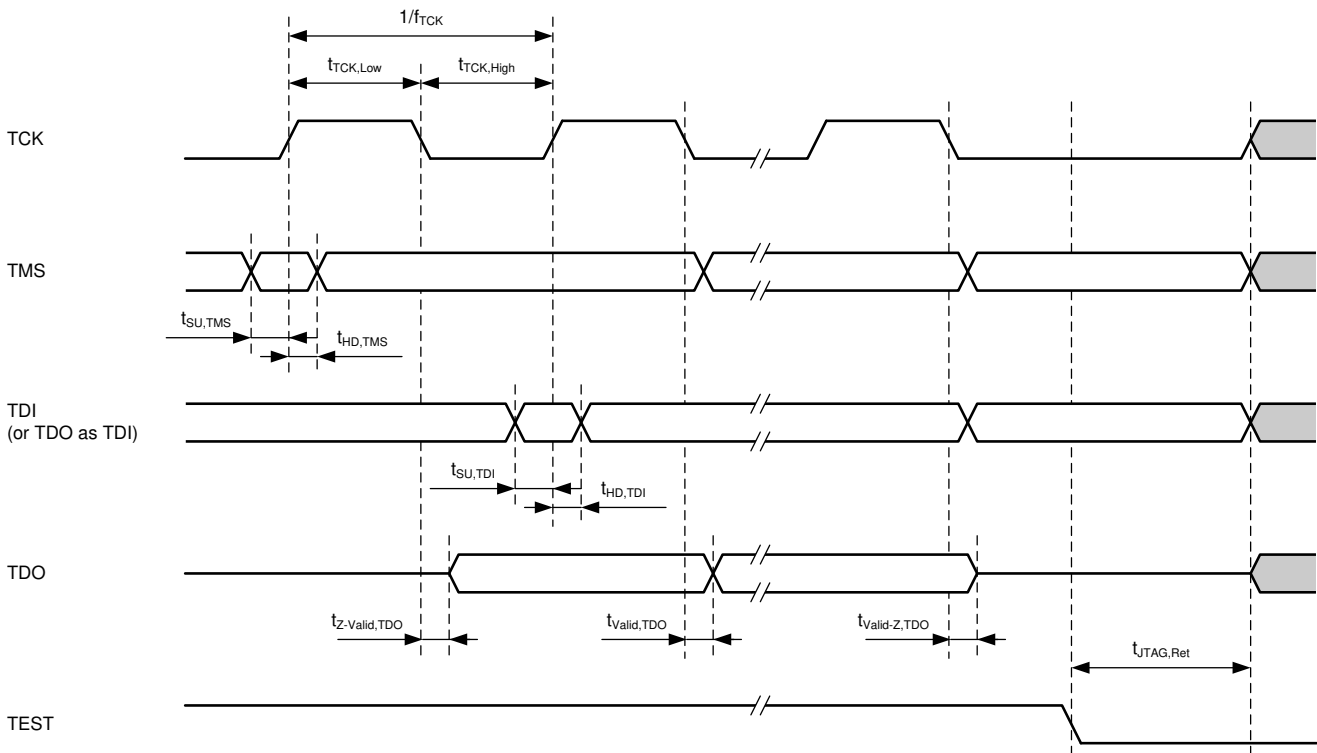 1/fTCK
tTCK,Low
tTCK,High
TCK
TMS
tSU,TMS
tHD,TMS
TDI
(or TDO as TDI)
tSU,TDI
tHD,TDI
TDO
tZ-Valid,TDO
tValid,TDO
tValid-Z,TDO
tJTAG,Ret
TEST